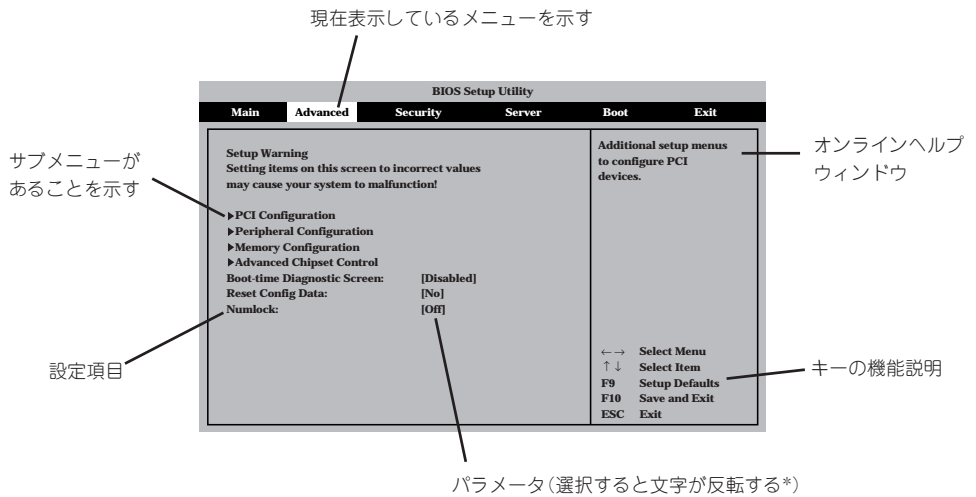 現在表示しているメニューを示す
BIOS Setup Utility
Main Advanced Security Server Boot Exit
サブメニューが
あることを示す
Setup Warning
Setting items on this screen to incorrect values
may cause your system to malfunction!
▶PCI Configuration
▶Peripheral Configuration
▶Memory Configuration
▶Advanced Chipset Control
Boot-time Diagnostic Screen: [Disabled]
Reset Config Data: [No]
Numlock: [Off]
Additional setup menus
to configure PCI
devices.
オンラインヘルプ
ウィンドウ
←→ Select Menu
↑↓ Select Item
F9 Setup Defaults
F10 Save and Exit
ESC Exit
設定項目
キーの機能説明
パラメータ(選択すると文字が反転する*)